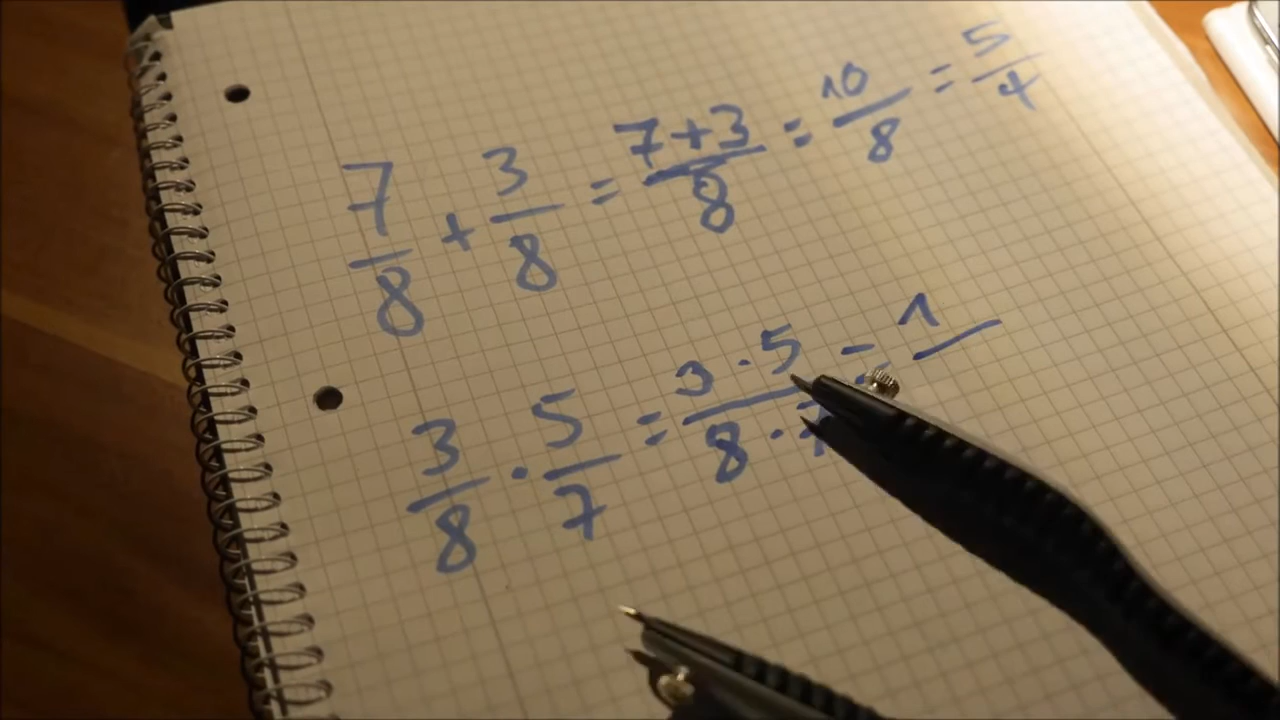 7/8 + 3/8 = (7+3)/8 = 10/8 = 5/4
3/8 · 5/7 = (3 · 5)/(8 · 7) = 1/